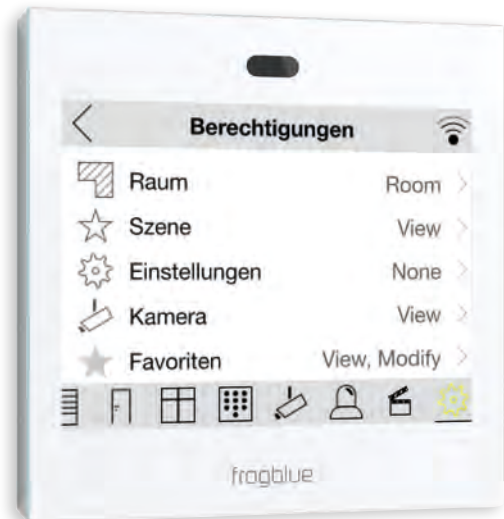 Berechtigungen
Raum Room
Szene View
Einstellungen None
Kamera View
Favoriten View, Modify
frogblue